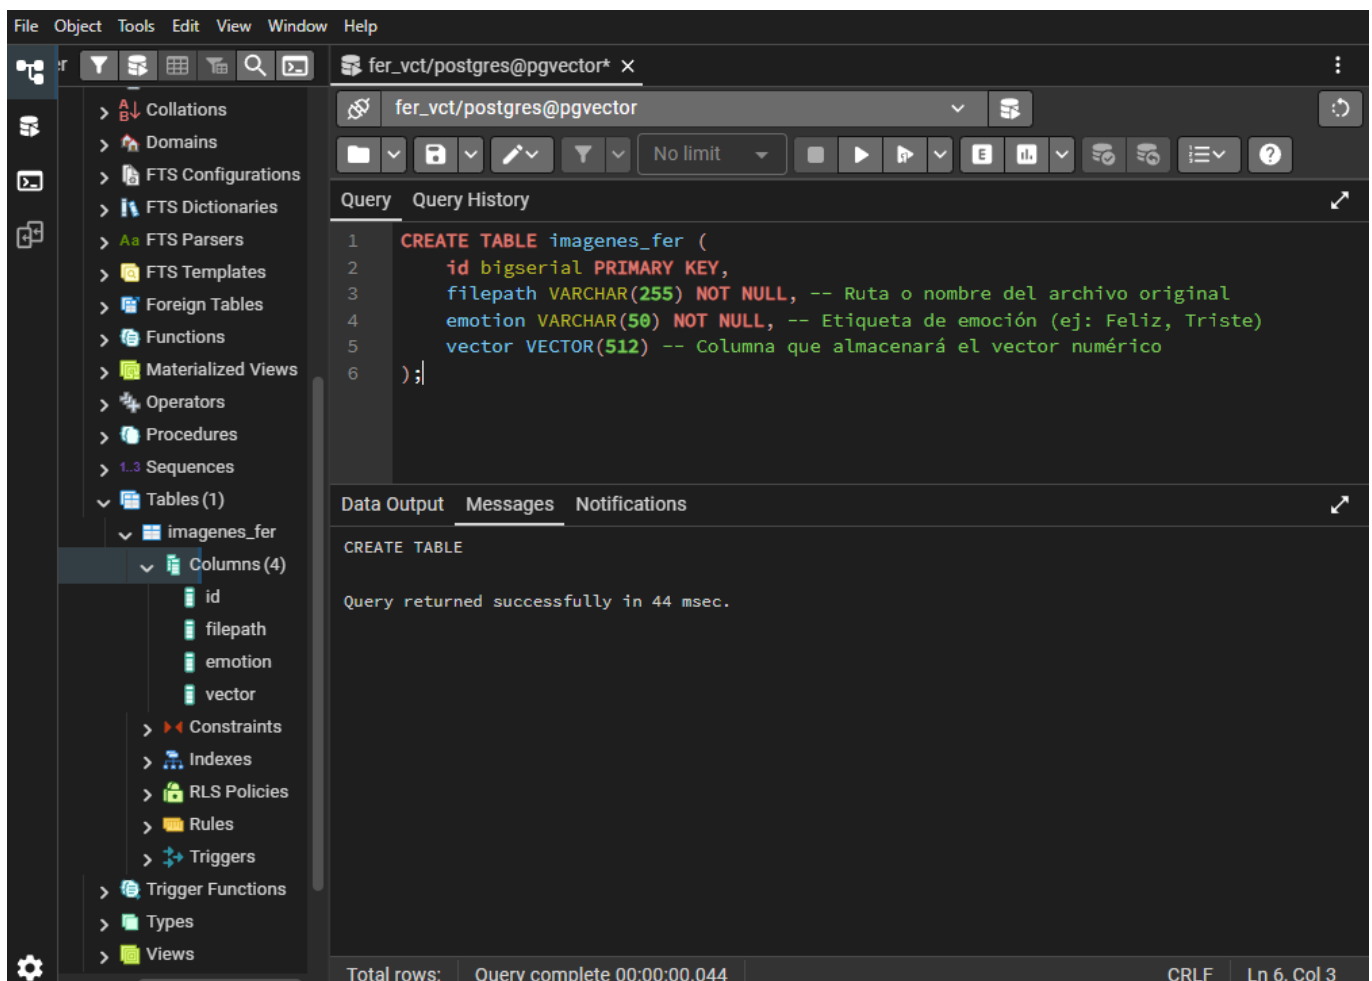 File Object Tools Edit View Window Help
fer_vct/postgres@pgvector* ×
fer_vct/postgres@pgvector
No limit
Query Query History
1 CREATE TABLE imagenes_fer (
2 id bigserial PRIMARY KEY,
3 filepath VARCHAR(255) NOT NULL, -- Ruta o nombre del archivo original
4 emotion VARCHAR(50) NOT NULL, -- Etiqueta de emoción (ej: Feliz, Triste)
5 vector VECTOR(512) -- Columna que almacenará el vector numérico
6 );
Data Output Messages Notifications
CREATE TABLE
Query returned successfully in 44 msec.
Total rows: Query complete 00:00:00.044 CRLF Ln 6, Col 3
Collations
Domains
FTS Configurations
FTS Dictionaries
Aa FTS Parsers
FTS Templates
Foreign Tables
Functions
Materialized Views
Operators
Procedures
1..3 Sequences
Tables (1)
imagenes_fer
Columns (4)
id
filepath
emotion
vector
Constraints
Indexes
RLS Policies
Rules
Triggers
Trigger Functions
Types
Views